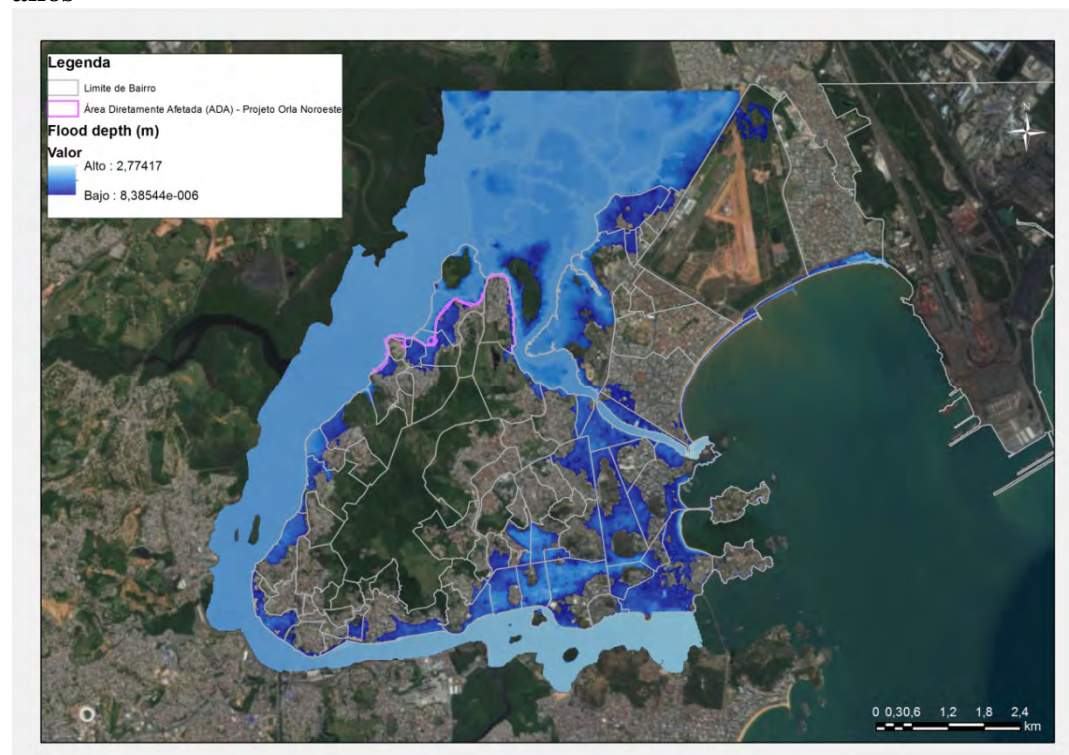 años
Legenda
Limite de Bairro
Área Diretamente Afetada (ADA) - Projeto Orla Noroeste
Flood depth (m)
Valor
Alto : 2,77417
Bajo : 8,38544e-006
N
0 0,30,6 1,2 1,8 2,4
km